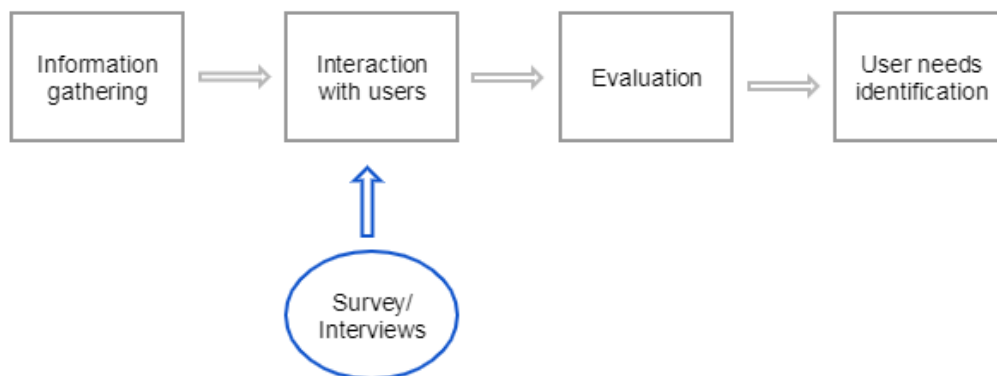 Information
gathering
Interaction
with users
Evaluation
User needs
identification
Survey/
Interviews